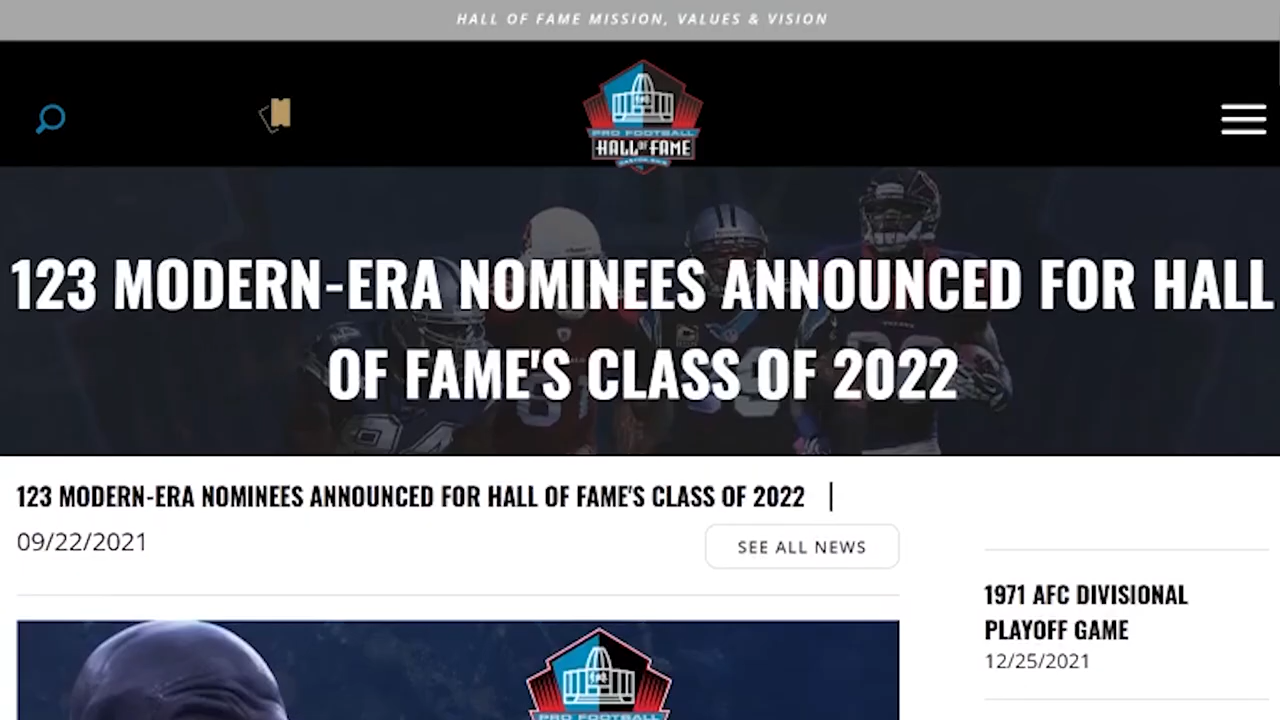 HALL OF FAME MISSION, VALUES & VISION
PRO FOOTBALL
HALL OF FAME
123 MODERN-ERA NOMINEES ANNOUNCED FOR HALL
OF FAME'S CLASS OF 2022
123 MODERN-ERA NOMINEES ANNOUNCED FOR HALL OF FAME'S CLASS OF 2022 |
09/22/2021
SEE ALL NEWS
1971 AFC DIVISIONAL
PLAYOFF GAME
12/25/2021
PRO FOOTBALL